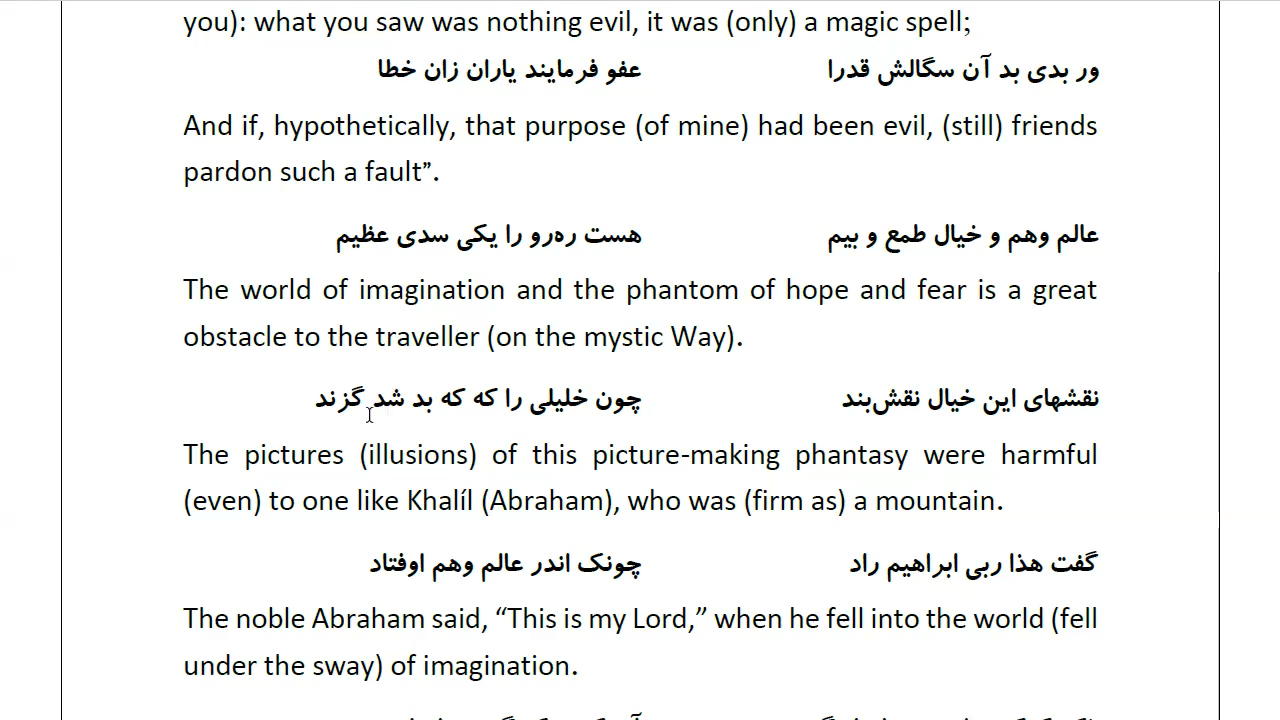 you): what you saw was nothing evil, it was (only) a magic spell;
ور بدی بد آن سگالش قدرا عفو فرمایند یاران زان خطا
And if, hypothetically, that purpose (of mine) had been evil, (still) friends
pardon such a fault”.
عالم وهم و خیال طمع و بیم هست ره‌رو را یکی سدی عظیم
The world of imagination and the phantom of hope and fear is a great
obstacle to the traveller (on the mystic Way).
نقشهای این خیال نقش‌بند چون خلیلی را که که بد شد گزند
The pictures (illusions) of this picture-making phantasy were harmful
(even) to one like Khalíl (Abraham), who was (firm as) a mountain.
گفت هذا ربی ابراهیم راد چونک اندر عالم وهم اوفتاد
The noble Abraham said, “This is my Lord,” when he fell into the world (fell
under the sway) of imagination.